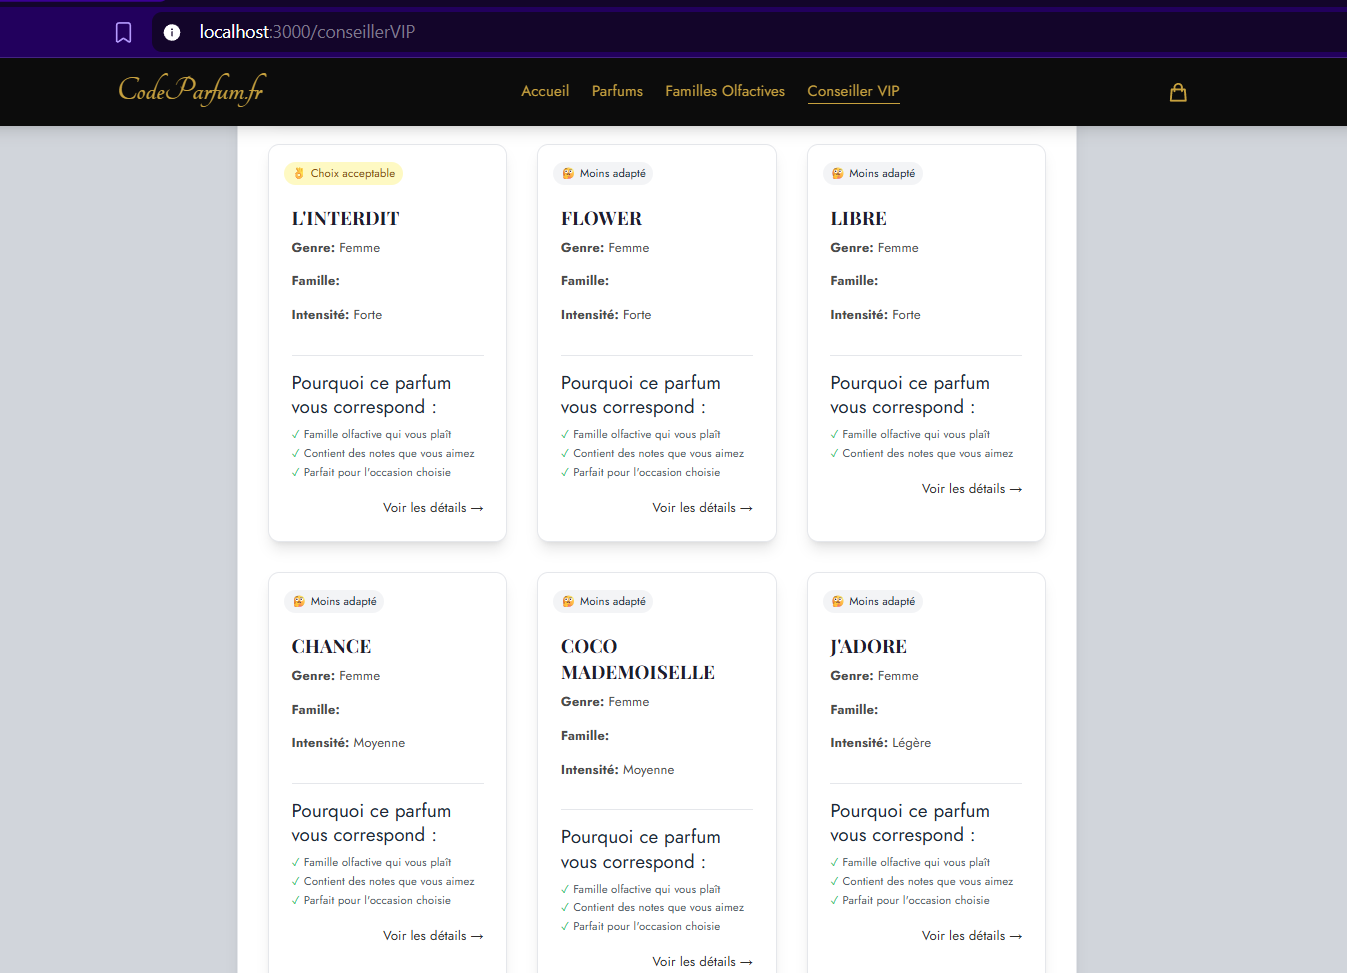 localhost:3000/conseillerVIP
CodeParfum.fr
Accueil Parfums Familles Olfactives Conseiller VIP
Choix acceptable
L'INTERDIT
Genre: Femme
Famille:
Intensité: Forte
Pourquoi ce parfum
vous correspond :
✓ Famille olfactive qui vous plaît
✓ Contient des notes que vous aimez
✓ Parfait pour l'occasion choisie
Voir les détails →
Moins adapté
FLOWER
Genre: Femme
Famille:
Intensité: Forte
Pourquoi ce parfum
vous correspond :
✓ Famille olfactive qui vous plaît
✓ Contient des notes que vous aimez
✓ Parfait pour l'occasion choisie
Voir les détails →
Moins adapté
LIBRE
Genre: Femme
Famille:
Intensité: Forte
Pourquoi ce parfum
vous correspond :
✓ Famille olfactive qui vous plaît
✓ Contient des notes que vous aimez
Voir les détails →
Moins adapté
CHANCE
Genre: Femme
Famille:
Intensité: Moyenne
Pourquoi ce parfum
vous correspond :
✓ Famille olfactive qui vous plaît
✓ Contient des notes que vous aimez
✓ Parfait pour l'occasion choisie
Voir les détails →
Moins adapté
COCO
MADEMOISELLE
Genre: Femme
Famille:
Intensité: Moyenne
Pourquoi ce parfum
vous correspond :
✓ Famille olfactive qui vous plaît
✓ Contient des notes que vous aimez
✓ Parfait pour l'occasion choisie
Voir les détails →
Moins adapté
J'ADORE
Genre: Femme
Famille:
Intensité: Légère
Pourquoi ce parfum
vous correspond :
✓ Famille olfactive qui vous plaît
✓ Contient des notes que vous aimez
✓ Parfait pour l'occasion choisie
Voir les détails →